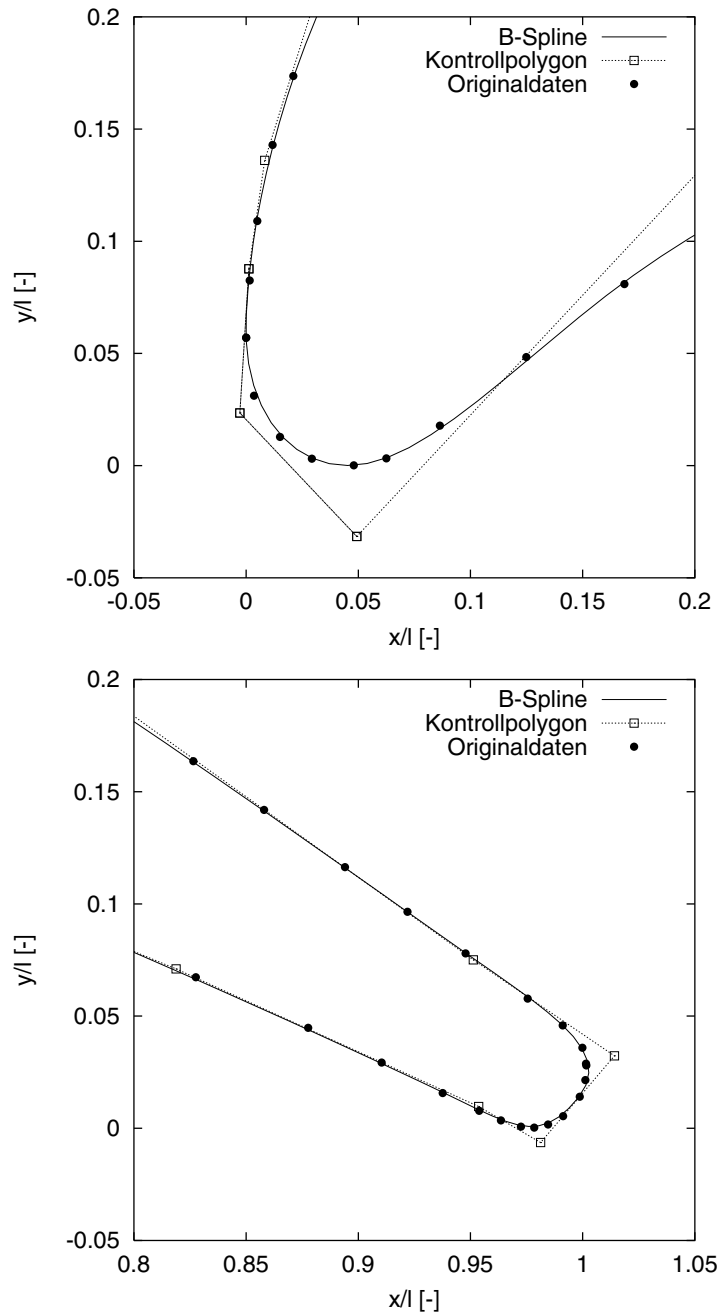 0.2
B-Spline
Kontrollpolygon
Originaldaten
0.15
0.1
y/l [-]
0.05
0
-0.05
-0.05 0 0.05 0.1 0.15 0.2
x/l [-]
0.2
B-Spline
Kontrollpolygon
Originaldaten
0.15
0.1
y/l [-]
0.05
0
-0.05
0.8 0.85 0.9 0.95 1 1.05
x/l [-]